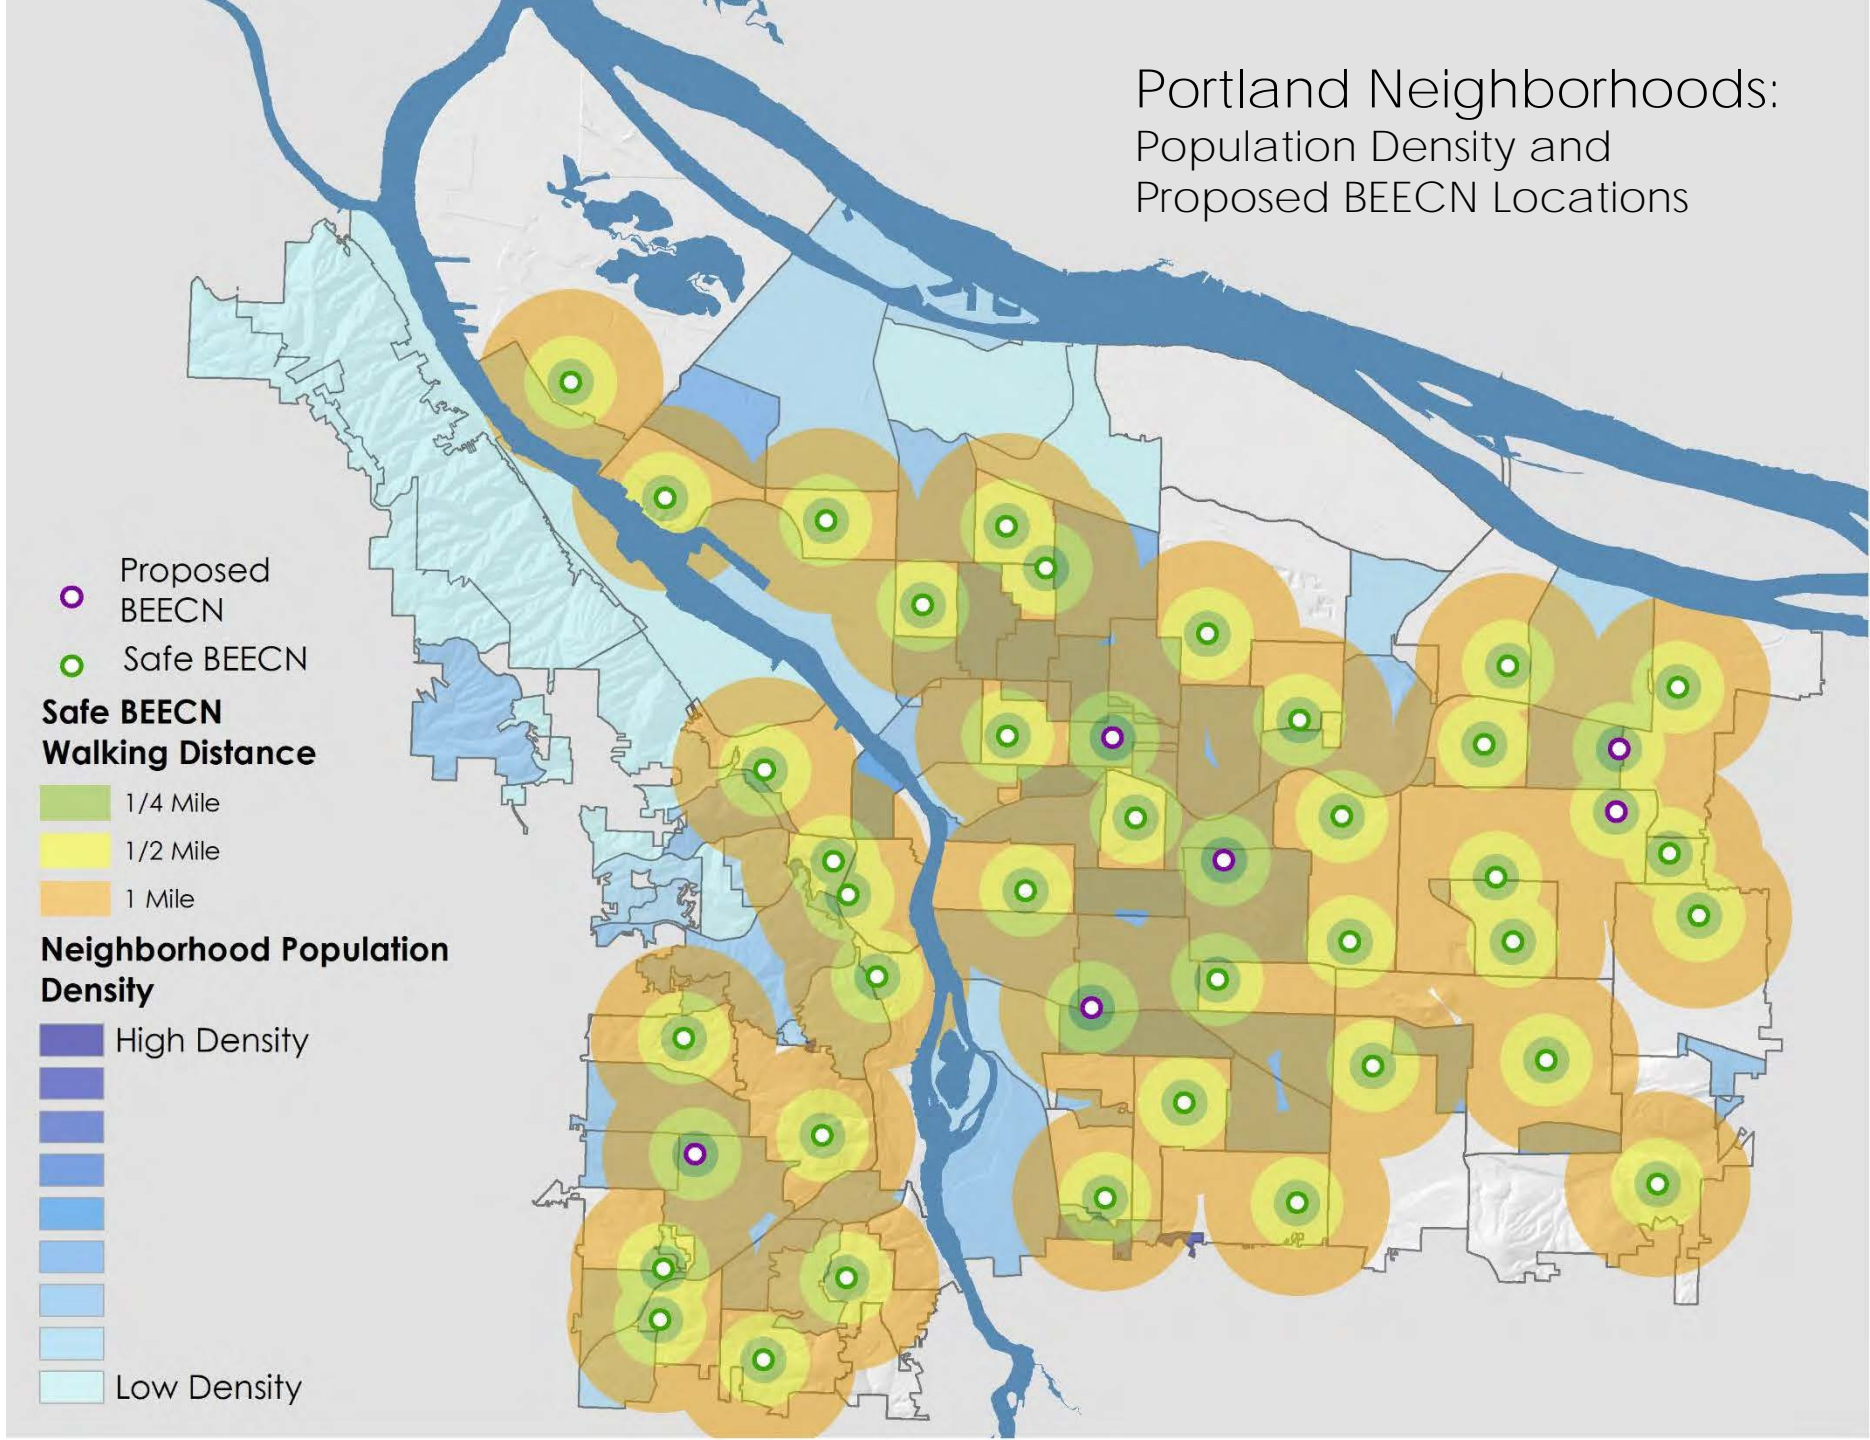 Portland Neighborhoods:
Population Density and
Proposed BEECN Locations
Proposed
BEECN
Safe BEECN
Safe BEECN
Walking Distance
1/4 Mile
1/2 Mile
1 Mile
Neighborhood Population
Density
High Density
Low Density